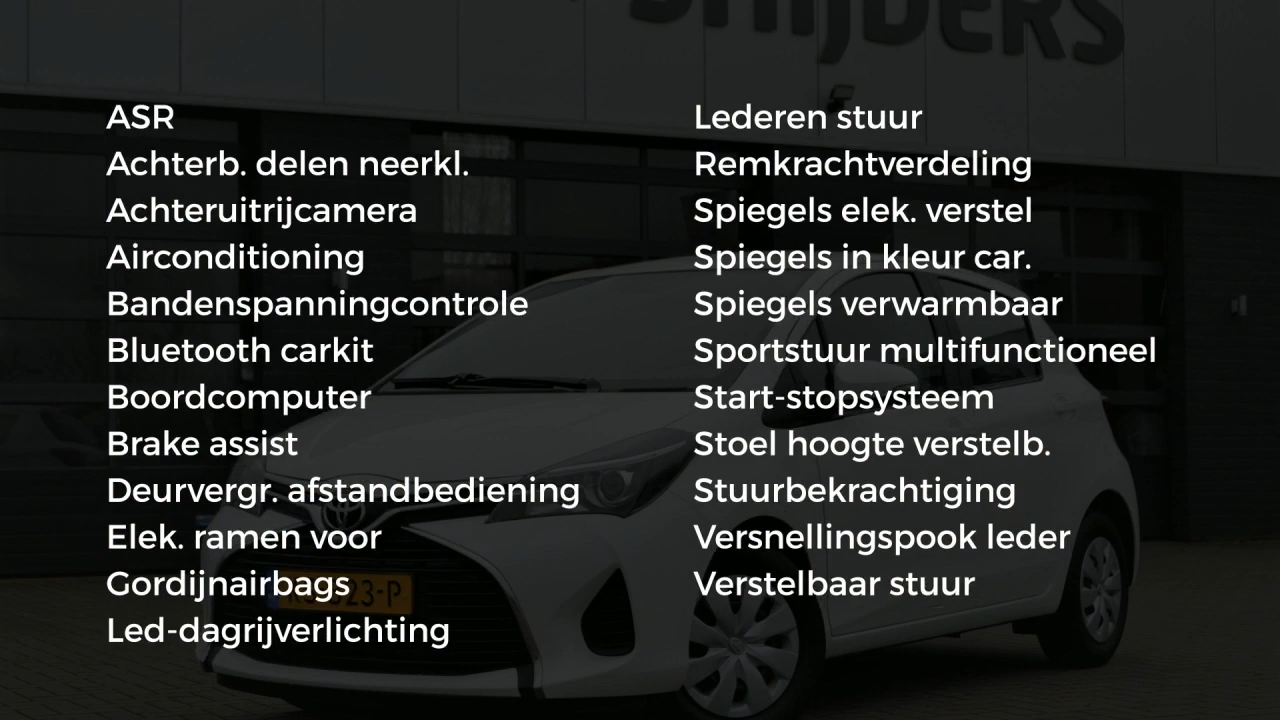 SNIJDERS
ASR
Achterb. delen neerkl.
Achteruitrijcamera
Airconditioning
Bandenspanningcontrole
Bluetooth carkit
Boordcomputer
Brake assist
Deurvergr. afstandbediening
Elek. ramen voor
Gordijnairbags
Led-dagrijverlichting
Lederen stuur
Remkrachtverdeling
Spiegels elek. verstel
Spiegels in kleur car.
Spiegels verwarmbaar
Sportstuur multifunctioneel
Start-stopsysteem
Stoel hoogte verstelb.
Stuurbekrachtiging
Versnellingspook leder
Verstelbaar stuur